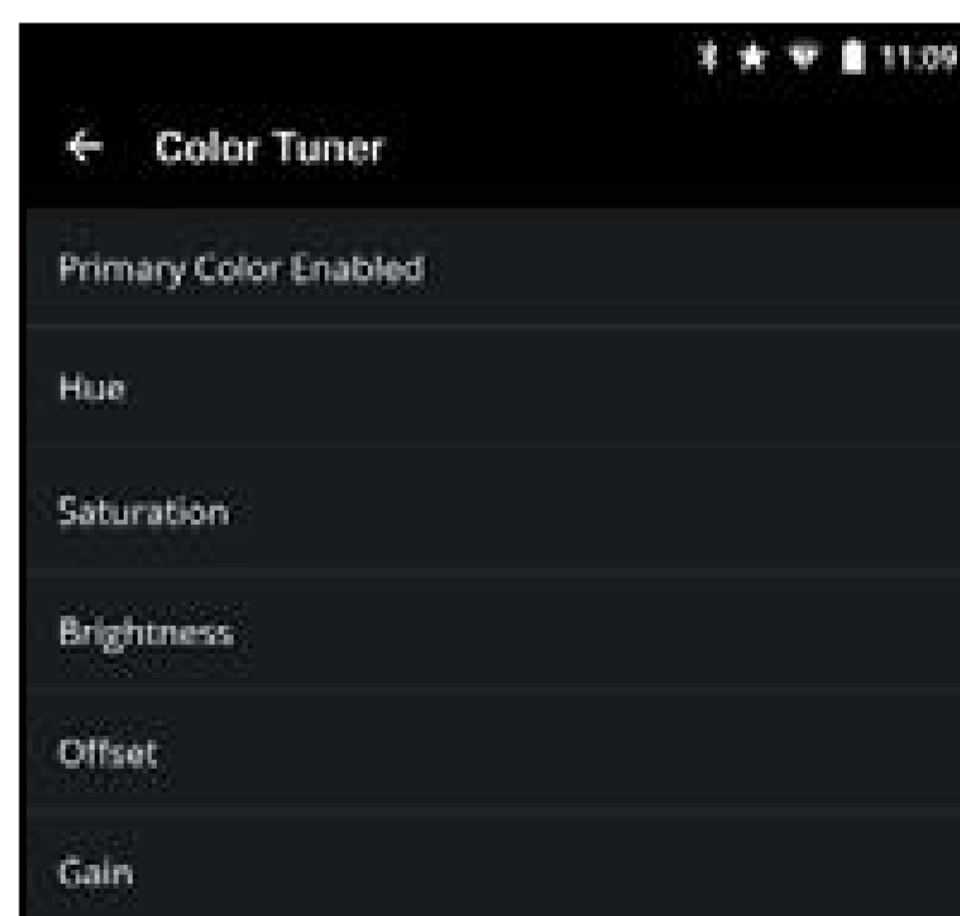 11:09
Color Tuner
Primary Color Enabled
Hue
Saturation
Brightness
Offset
Gain